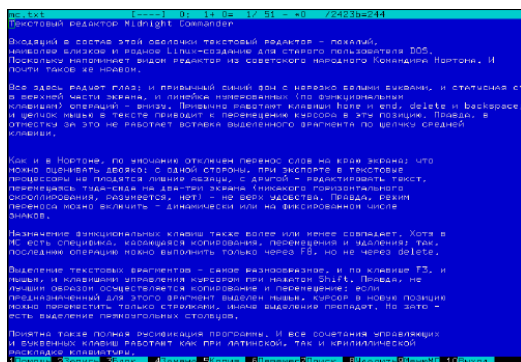 mc.txt [----] 0: 1+ 0= 1/ 51 - +0 /2423b=244
Текстовый редактор Midnight Commander
Входящий в состав этой оболочки текстовый редактор - пожалуй,
наиболее близкое и родное Linux-создание для старого пользователя DOS.
Поскольку напоминает видом редактор из советского народного Командира Нортона. И
почти таков же нравом.
Все здесь радует глаз: и привычный синий фон с нерезко белыми буквами, и статусная ст
в верхней части экрана, и линейка нумерованных (по функциональным
клавишам) операций - внизу. Привычно работают клавиши home и end, delete и backspace,
и щелчок мышью в тексте приводит к перемещению курсора в эту позицию. Правда, в
отместку за это не работает вставка выделенного фрагмента по щелчку средней
клавиши.
Как и в Нортоне, по умочанию отключен перенос слов на краю экрана: что
можно оценивать двояко: с одной стороны, при экспорте в текстовые
процессоры не плодятся лишние абзацы, с другой - редактировать текст,
перемещаясь туда-сюда на два-три экрана (никакого горизонтального
скроллирования, разумеется, нет) - не верх удобства. Правда, режим
переноса можно включить - динамически или на фиксированном числе
знаков.
Назначение функциональных клавиш также более или менее совпадает. Хотя в
MC есть специфика, касающаяся копирования, перемещения и удаления: так,
последнюю операцию можно выполнить только через F8, но не через delete.
Выделение текстовых фрагментов - самое разнообразное, и по клавише F3, и
мышью, и клавишами управления курсором при нажатом Shift. Правда, не
лучшим образом осуществляется копирование и перемещение: если
предназначенный для этого фрагмент выделен мышью, курсор в новую позицию
можно переместить только стрелками, иначе выделение пропадет. Но зато -
есть выделение прямоугольных столбцов.
Приятна также полная русификация программы. И все сочетания управляющих
и буквенных клавиш работают как при латинской, так и криллилической
раскладке клавиатуры.